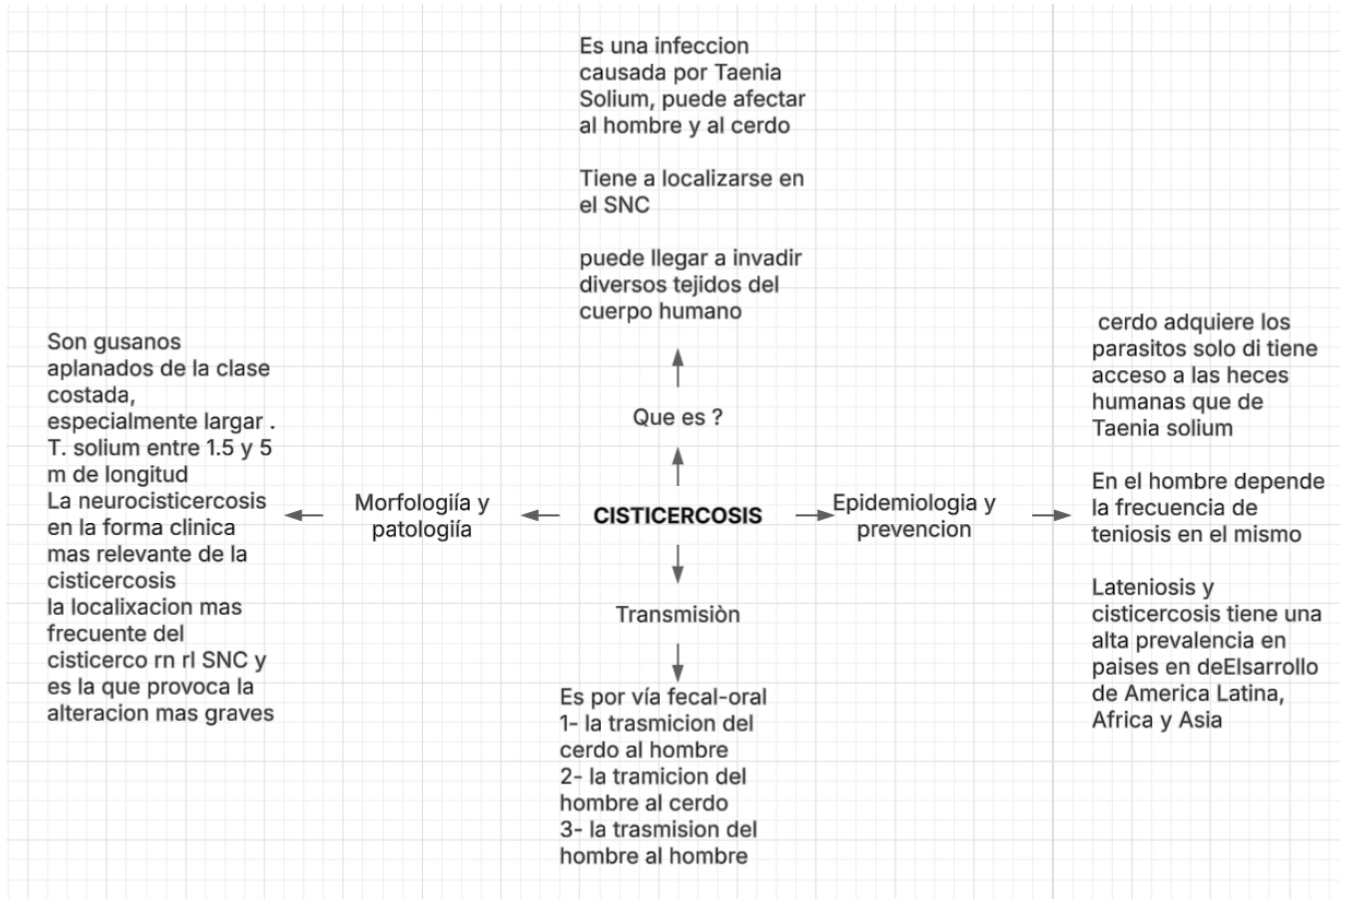 Es una infeccion
causada por Taenia
Solium, puede afectar
al hombre y al cerdo
Tiene a localizarse en
el SNC
puede llegar a invadir
diversos tejidos del
cuerpo humano
Que es ?
CISTICERCOSIS
Morfologiía y
patologiía
Son gusanos
aplanados de la clase
costada,
especialmente largar .
T. solium entre 1.5 y 5
m de longitud
La neurocisticercosis
en la forma clinica
mas relevante de la
cisticercosis
la localixacion mas
frecuente del
cisticerco rn rl SNC y
es la que provoca la
alteracion mas graves
Epidemiologia y
prevencion
cerdo adquiere los
parasitos solo di tiene
acceso a las heces
humanas que de
Taenia solium
En el hombre depende
la frecuencia de
teniosis en el mismo
Lateniosis y
cisticercosis tiene una
alta prevalencia en
paises en deElsarrollo
de America Latina,
Africa y Asia
Transmisiòn
Es por vía fecal-oral
1- la trasmicion del
cerdo al hombre
2- la tramicion del
hombre al cerdo
3- la trasmision del
hombre al hombre